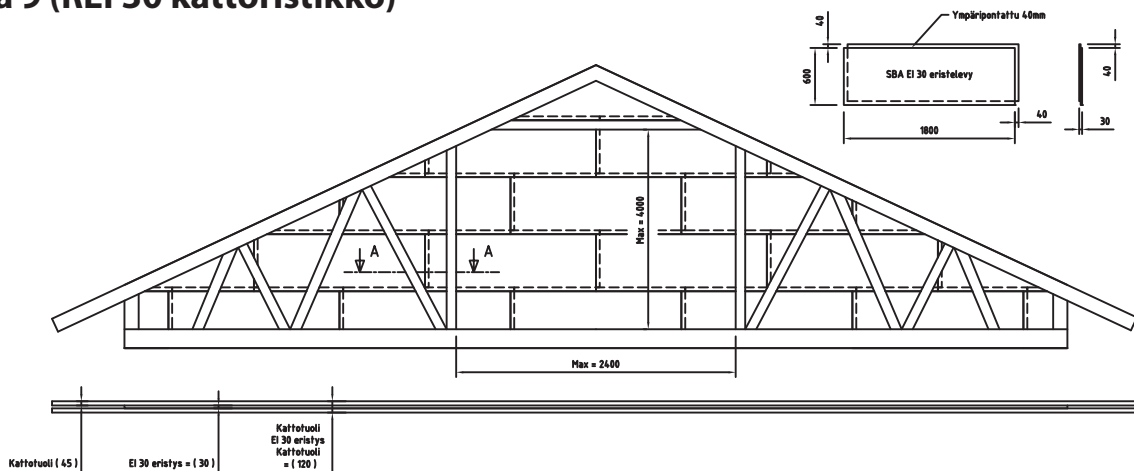 9 (REI 30 kattoristikko)
40
Ympäripontattu 40mm
600
SBA EI 30 eristelevy
40
1800
40
30
Max = 4000
A
A
Max = 2400
Kattotuoli ( 45 )
EI 30 eristys = ( 30 )
Kattotuoli
EI 30 eristys
Kattotuoli
= ( 120 )